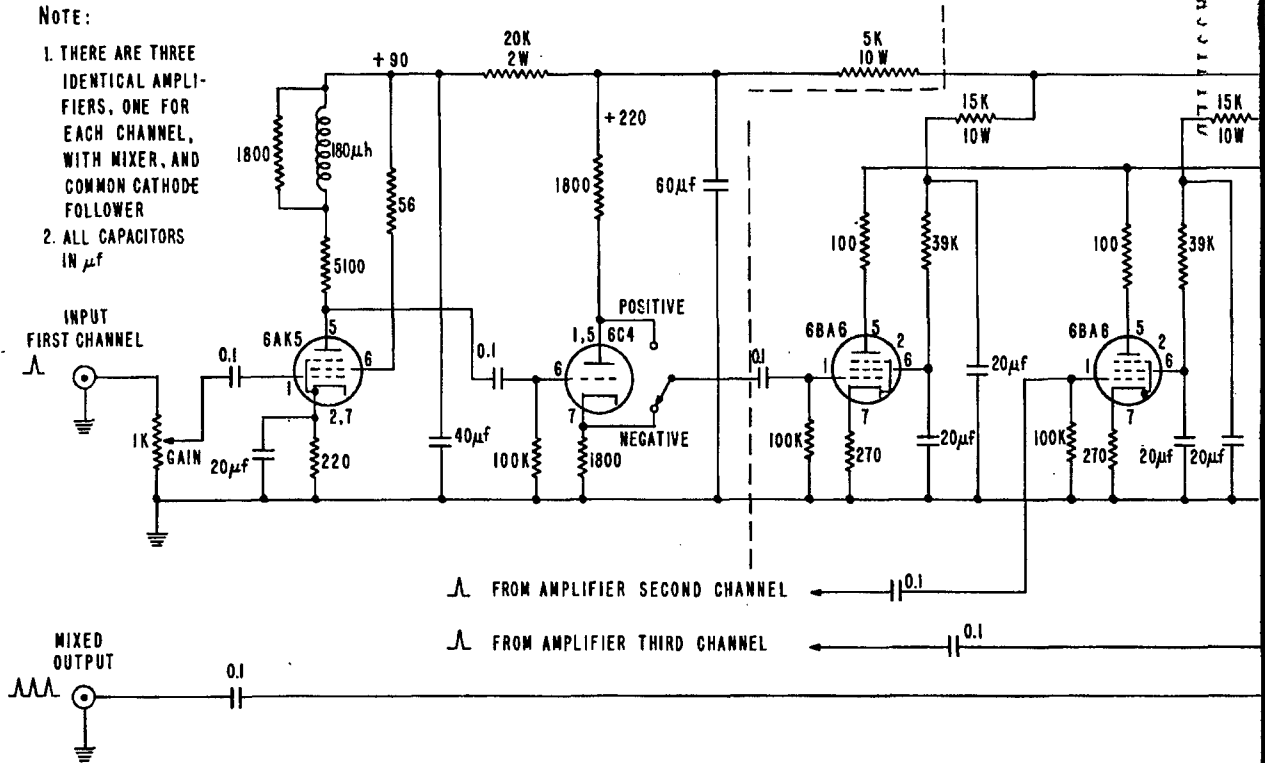 NOTE:
1. THERE ARE THREE
IDENTICAL AMPLI-
FIERS, ONE FOR
EACH CHANNEL,
WITH MIXER, AND
COMMON CATHODE
FOLLOWER
2. ALL CAPACITORS
IN μf
+90
20K
2W
5K
10W
1800
180μh
56
+220
1800
60μf
15K
10W
15K
10W
5100
100
39K
100
39K
INPUT
FIRST CHANNEL
6AK5
5
6
1
2,7
0.1
1K
GAIN
20μf
220
40μf
0.1
POSITIVE
1,5
6C4
6
7
NEGATIVE
100K
1800
0.1
6BA6
5
2
6
1
7
20μf
100K
270
20μf
6BA6
5
2
6
1
7
100K
270
20μf
20μf
FROM AMPLIFIER SECOND CHANNEL
0.1
FROM AMPLIFIER THIRD CHANNEL
0.1
MIXED
OUTPUT
0.1